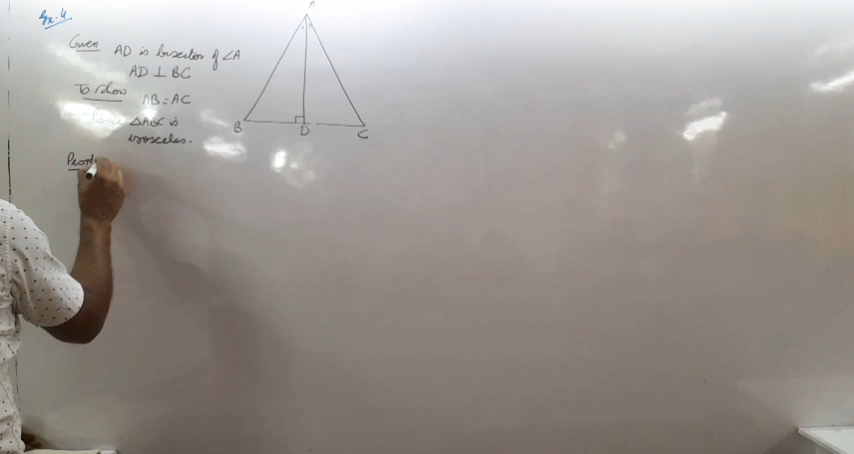 Ex. 4
Given AD is bisector of ∠A
AD ⊥ BC
To show AB = AC
hence ΔABC is
isosceles.
Proof
A
B D C